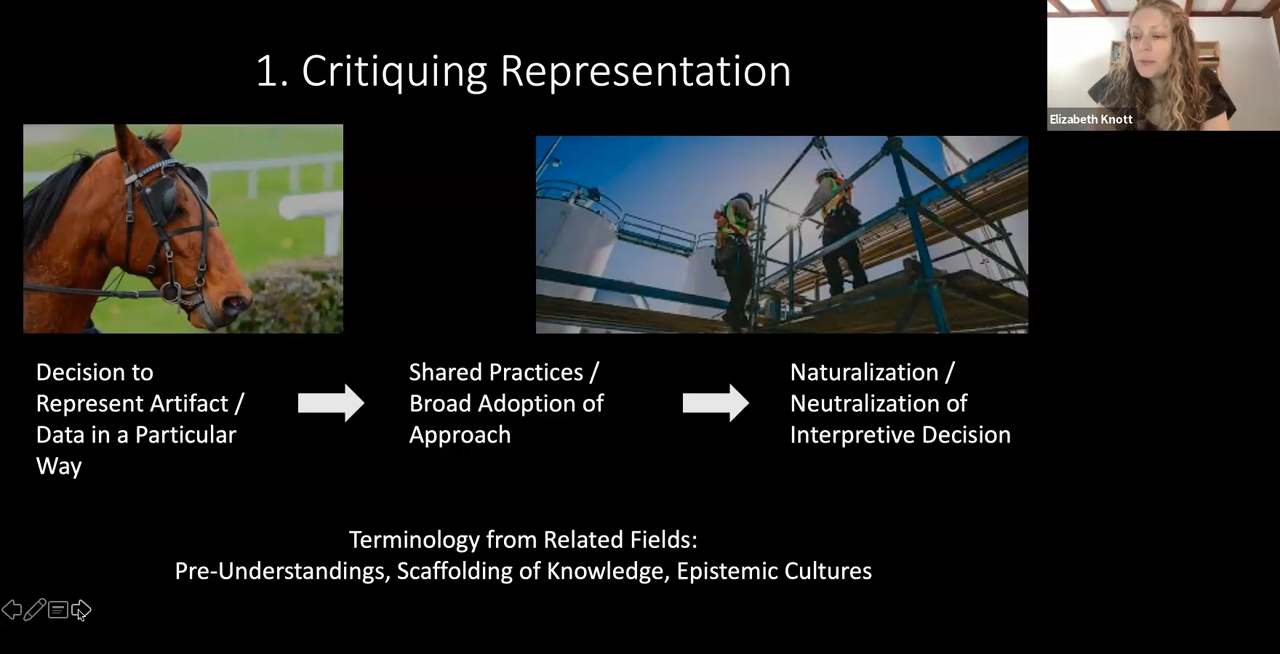 1. Critiquing Representation
Elizabeth Knott
Decision to
Represent Artifact /
Data in a Particular
Way
Shared Practices /
Broad Adoption of
Approach
Naturalization /
Neutralization of
Interpretive Decision
Terminology from Related Fields:
Pre-Understandings, Scaffolding of Knowledge, Epistemic Cultures